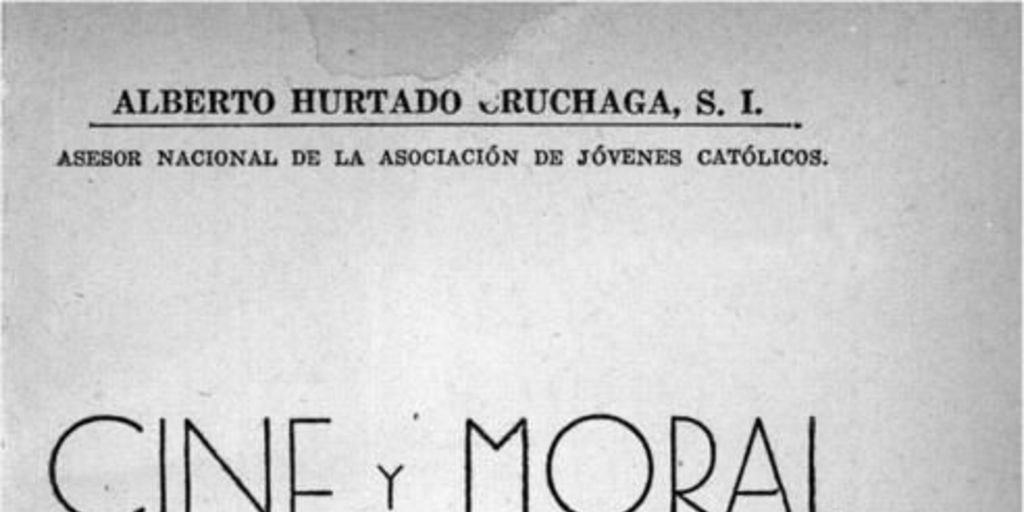 ALBERTO HURTADO CRUCHAGA, S. I.
ASESOR NACIONAL DE LA ASOCIACIÓN DE JÓVENES CATÓLICOS.
CINE Y MORAL